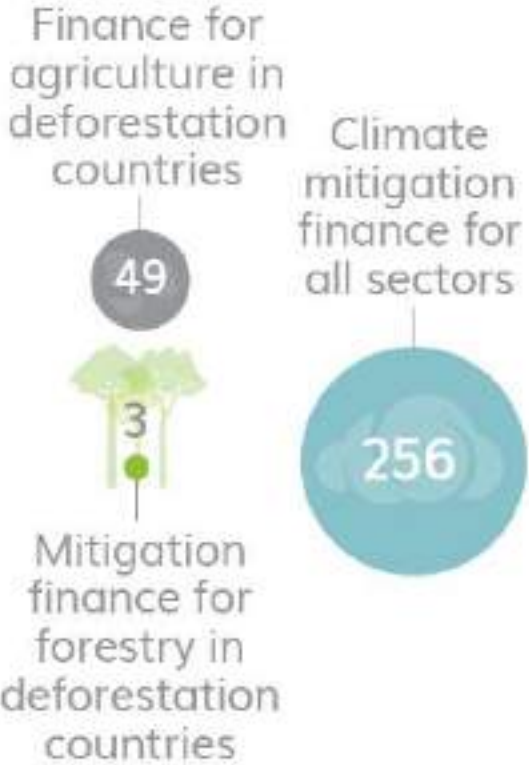 Finance for
agriculture in
deforestation
countries
49
3
Mitigation
finance for
forestry in
deforestation
countries
Climate
mitigation
finance for
all sectors
256